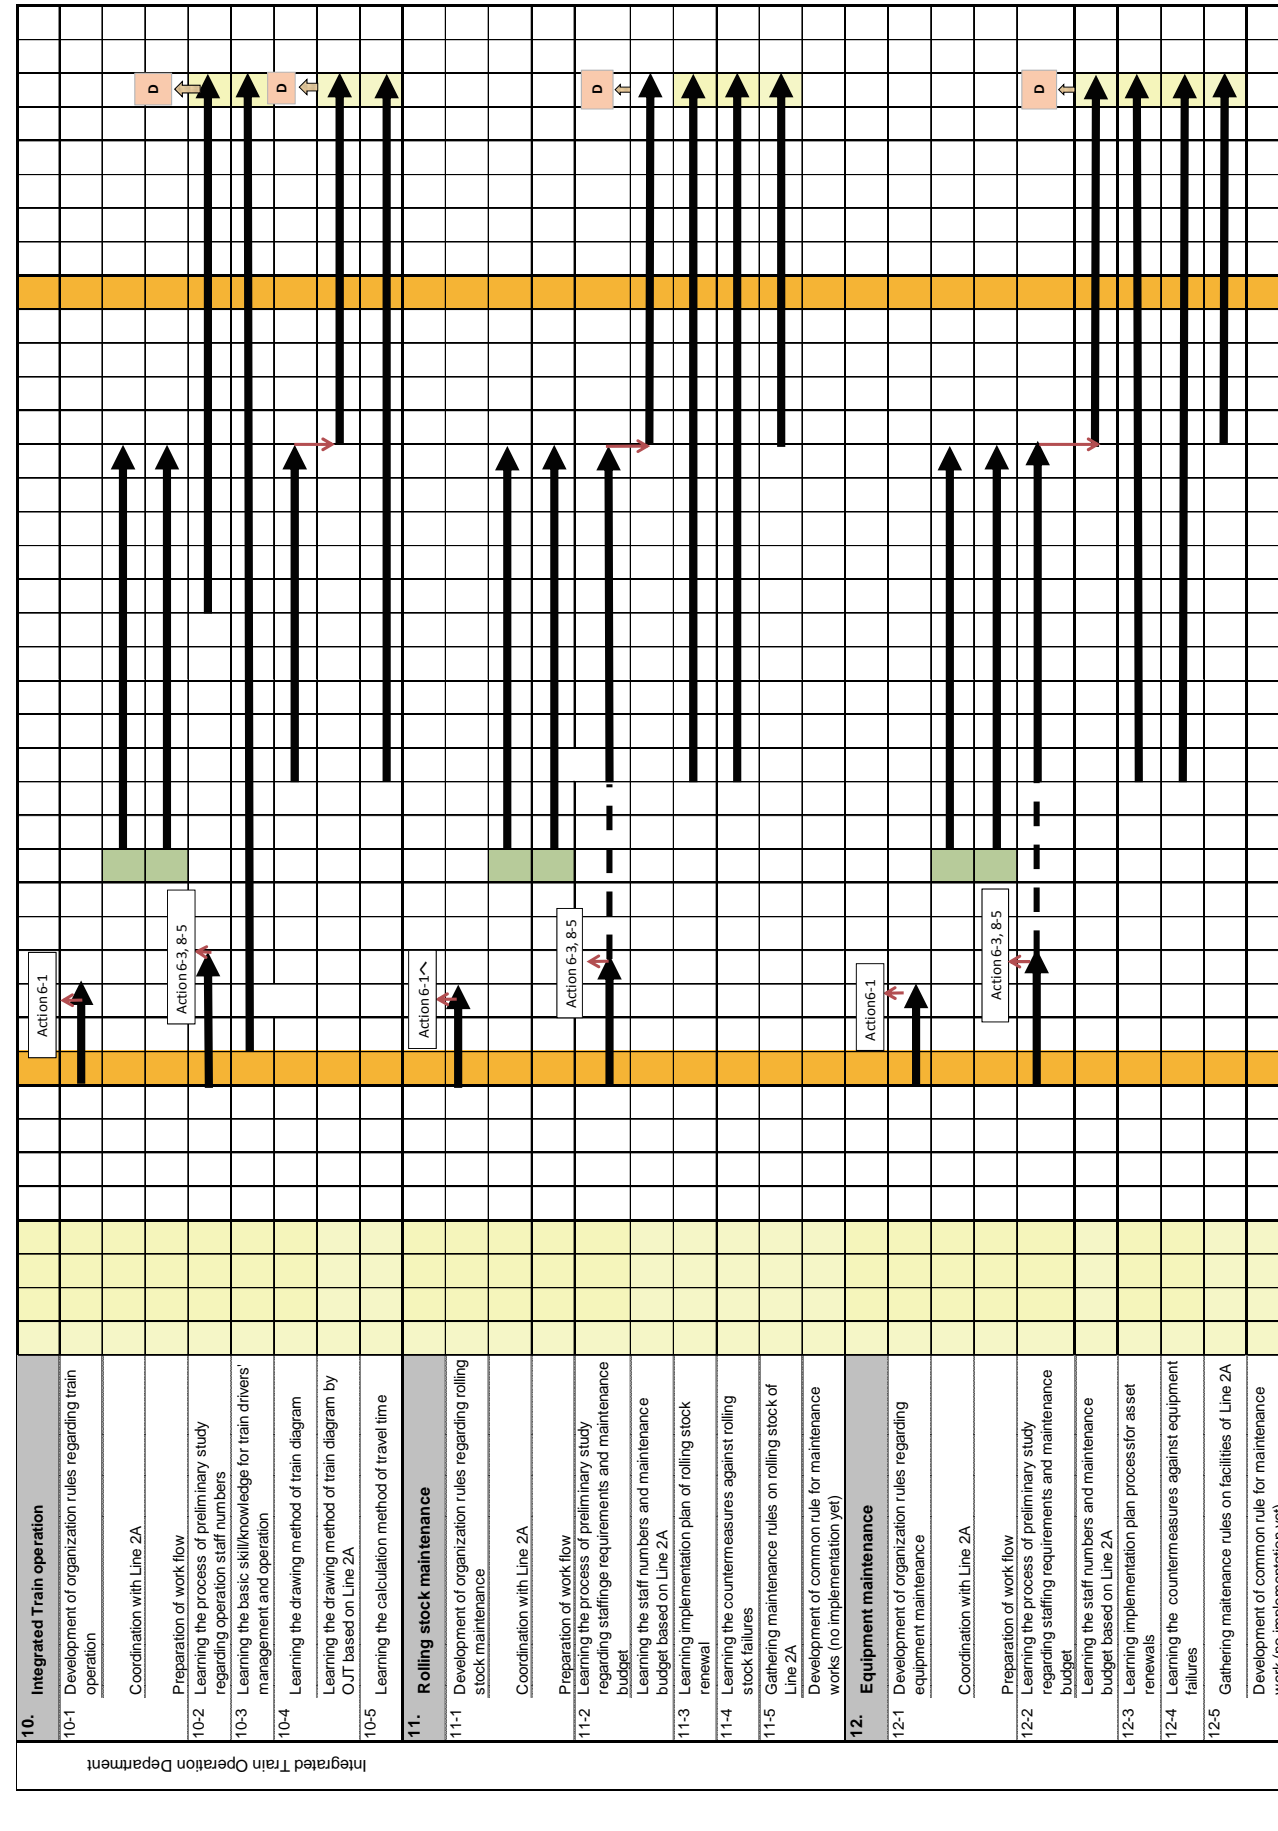 Integrated Train Operation Department
10. Integrated Train operation
10-1 Development of organization rules regarding train
operation
Coordination with Line 2A
Preparation of work flow
10-2 Learning the process of preliminary study
regarding operation staff numbers
10-3 Learning the basic skill/knowledge for train drivers'
management and operation
10-4 Learning the drawing method of train diagram
Learning the drawing method of train diagram by
OJT based on Line 2A
10-5 Learning the calculation method of travel time
Action 6-1
Action 6-3, 8-5
D
D
11. Rolling stock maintenance
11-1 Development of organization rules regarding rolling
stock maintenance
Coordination with Line 2A
Preparation of work flow
11-2 Learning the process of preliminary study
regarding staffinge requirements and maintenance
budget
Learning the staff numbers and maintenance
budget based on Line 2A
11-3 Learning implementation plan of rolling stock
renewal
11-4 Learning the countermeasures against rolling
stock failures
11-5 Gathering maintenance rules on rolling stock of
Line 2A
Development of common rule for maintenance
works (no implementation yet)
Action 6-1へ
Action 6-3, 8-5
D
12. Equipment maintenance
12-1 Development of organization rules regarding
equipment maintenance
Coordination with Line 2A
Preparation of work flow
12-2 Learning the process of preliminary study
regarding staffing requirements and maintenance
budget
Learning the staff numbers and maintenance
budget based on Line 2A
12-3 Learning implementation plan processfor asset
renewals
12-4 Learning the countermeasures against equipment
failures
12-5 Gathering maitenance rules on facilities of Line 2A
Development of common rule for maintenance
Action6-1
Action 6-3, 8-5
D